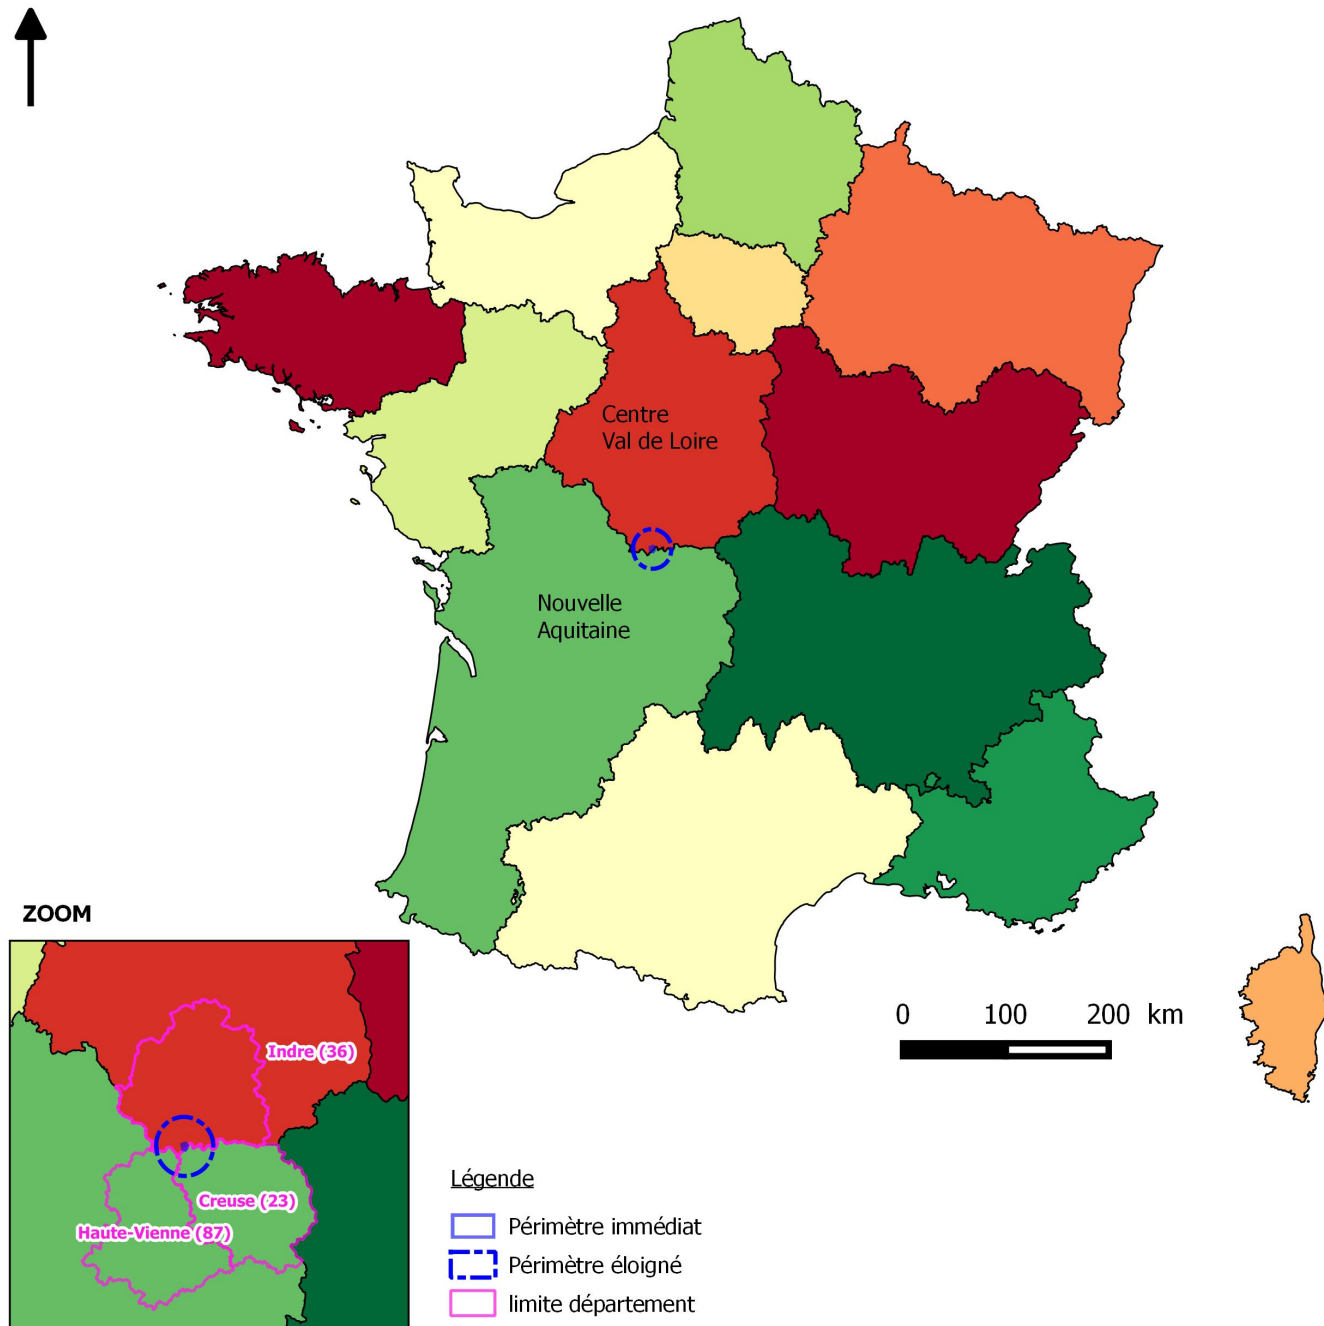 Centre
Val de Loire
Nouvelle
Aquitaine
ZOOM
Indre (36)
Creuse (23)
Haute-Vienne (87)
0 100 200 km
Légende
Périmètre immédiat
Périmètre éloigné
limite département